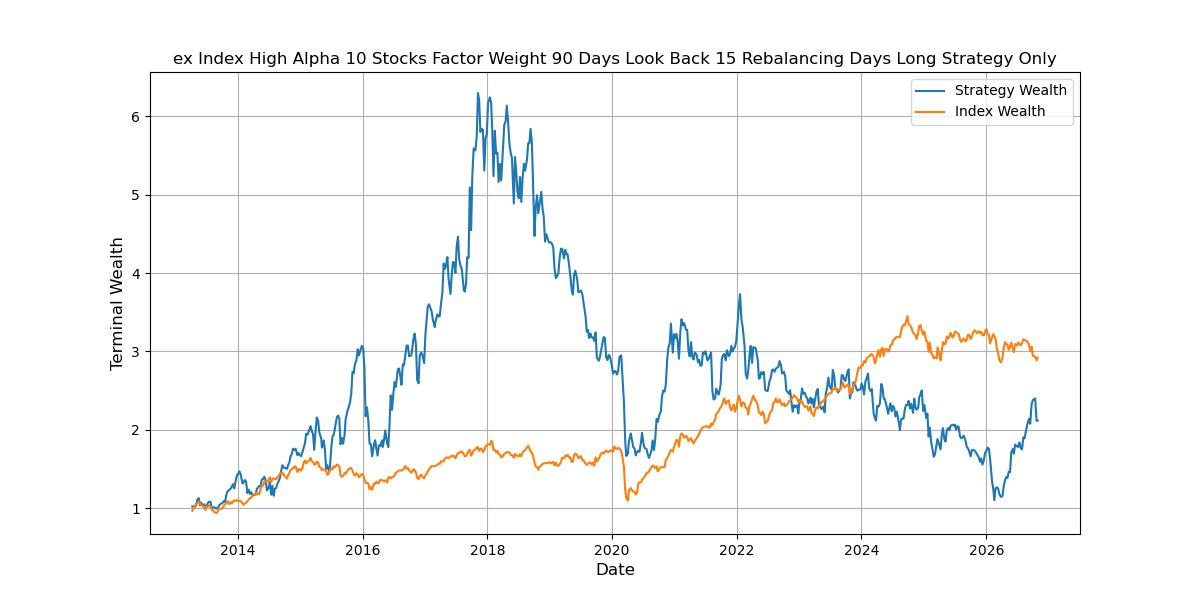 ex Index High Alpha 10 Stocks Factor Weight 90 Days Look Back 15 Rebalancing Days Long Strategy Only
Strategy Wealth
Index Wealth
Terminal Wealth
6
5
4
3
2
1
2014 2016 2018 2020 2022 2024 2026
Date